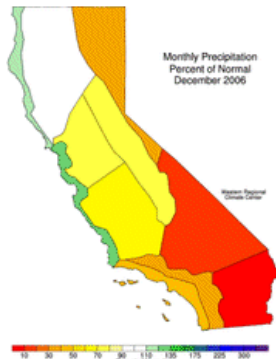 Monthly Precipitation
Percent of Normal
December 2006
Western Regional
Climate Center
10 30 50 70 90 110 135 175 225 300